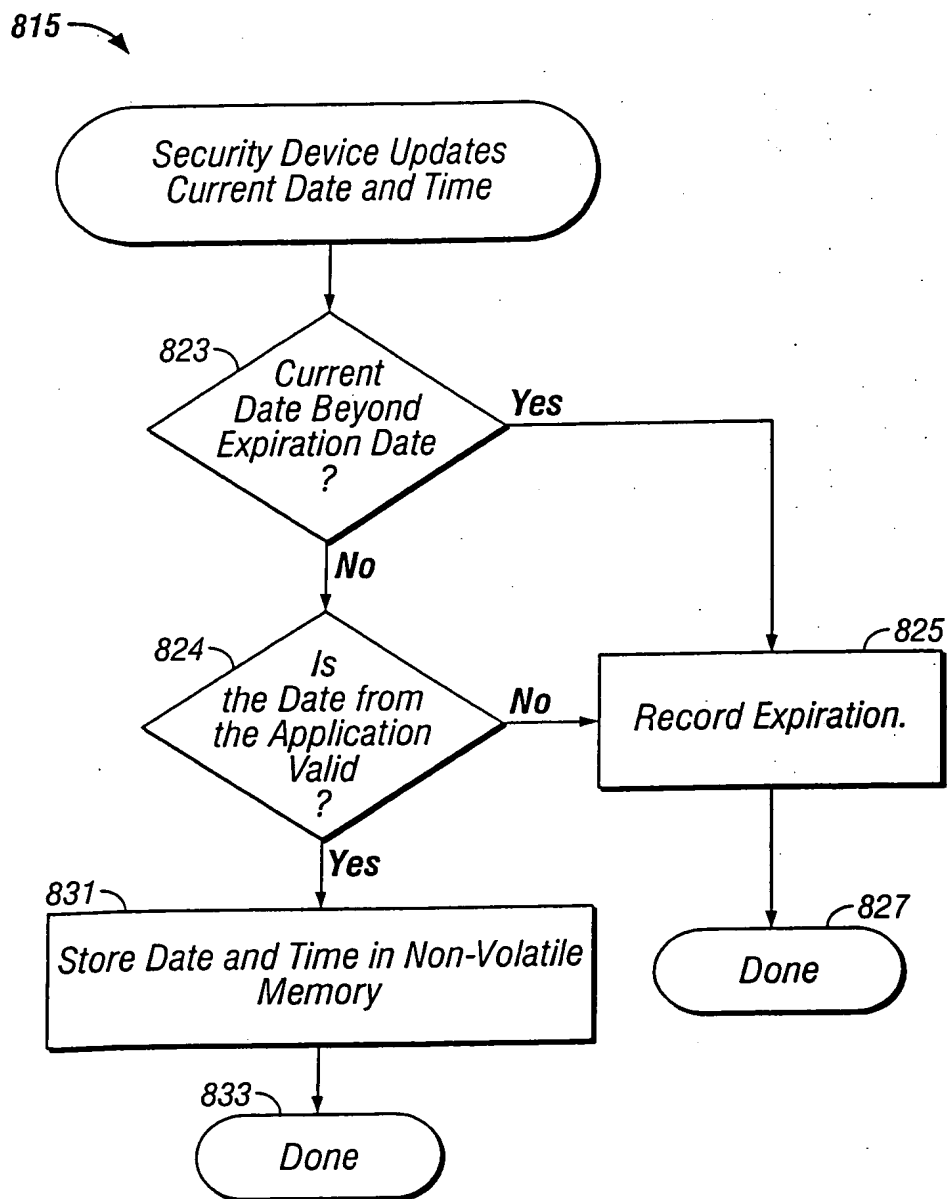 815
Security Device Updates
Current Date and Time
823
Current
Date Beyond
Expiration Date
?
Yes
No
824
Is
the Date from
the Application
Valid
?
No
825
Record Expiration.
Yes
831
Store Date and Time in Non-Volatile
Memory
827
Done
833
Done